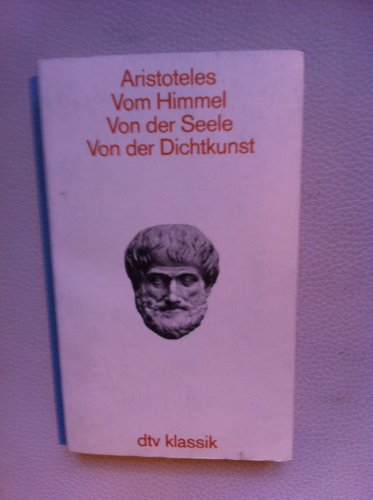 Aristoteles
Vom Himmel
Von der Seele
Von der Dichtkunst
dtv klassik